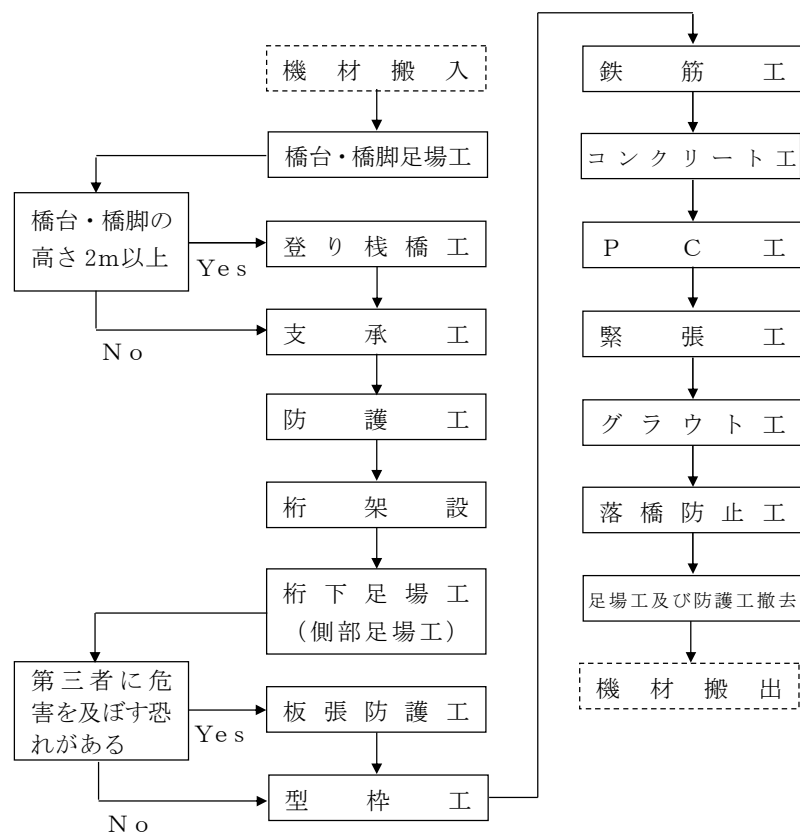 機材搬入
橋台・橋脚足場工
橋台・橋脚の
高さ2m以上
Yes
登り桟橋工
No
支承工
防護工
桁架設
桁下足場工
（側部足場工）
第三者に危
害を及ぼす恐
れがある
Yes
板張防護工
No
型枠工
鉄筋工
コンクリート工
PC工
緊張工
グラウト工
落橋防止工
足場工及び防護工撤去
機材搬出